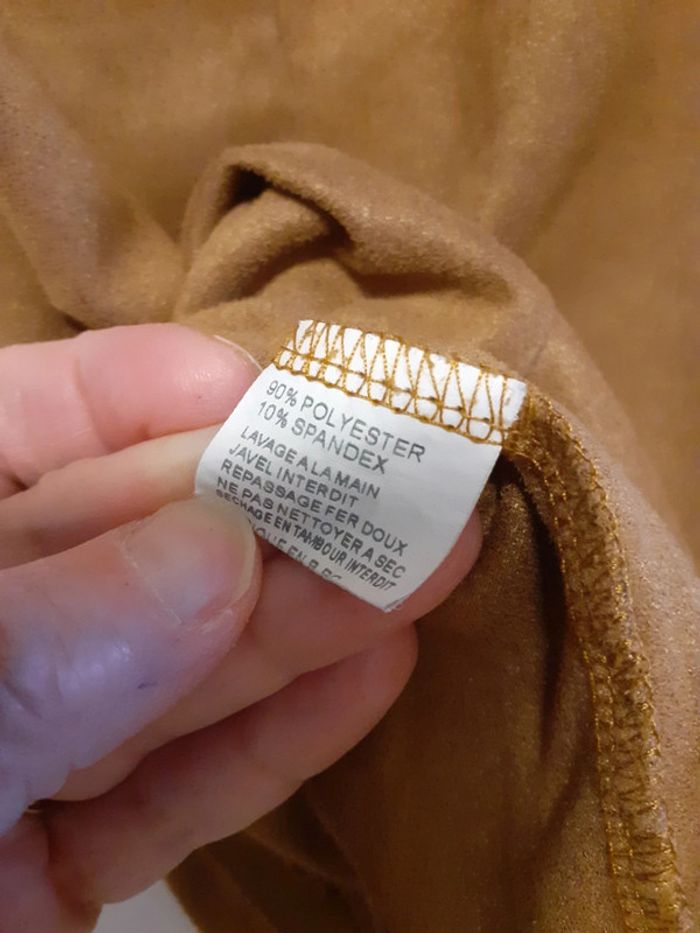 90% POLYESTER
10% SPANDEX
LAVAGE A LA MAIN
JAVEL INTERDIT
REPASSAGE FER DOUX
NE PAS NETTOYER A SEC
SECHAGE EN TAMBOUR INTERDIT
EN